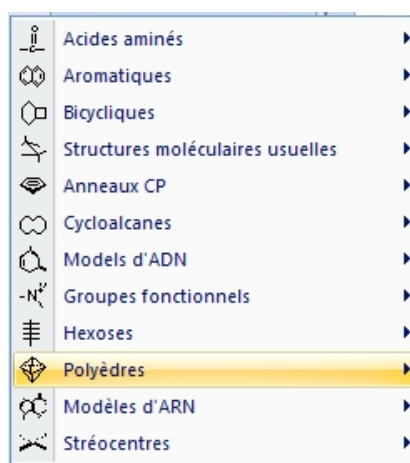 Acides aminés
Aromatiques
Bicycliques
Structures moléculaires usuelles
Anneaux CP
Cycloalcanes
Models d'ADN
Groupes fonctionnels
Hexoses
Polyèdres
Modèles d'ARN
Stréocentres